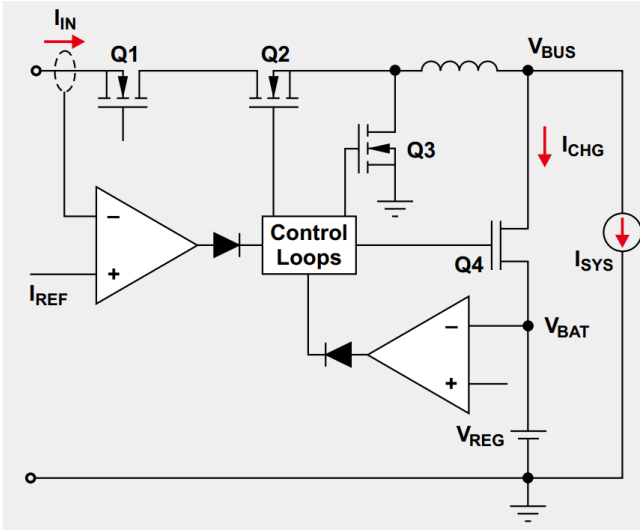 I_IN
Q1
Q2
V_BUS
Q3
I_CHG
−
+
I_REF
Control
Loops
Q4
I_SYS
−
V_BAT
+
V_REG